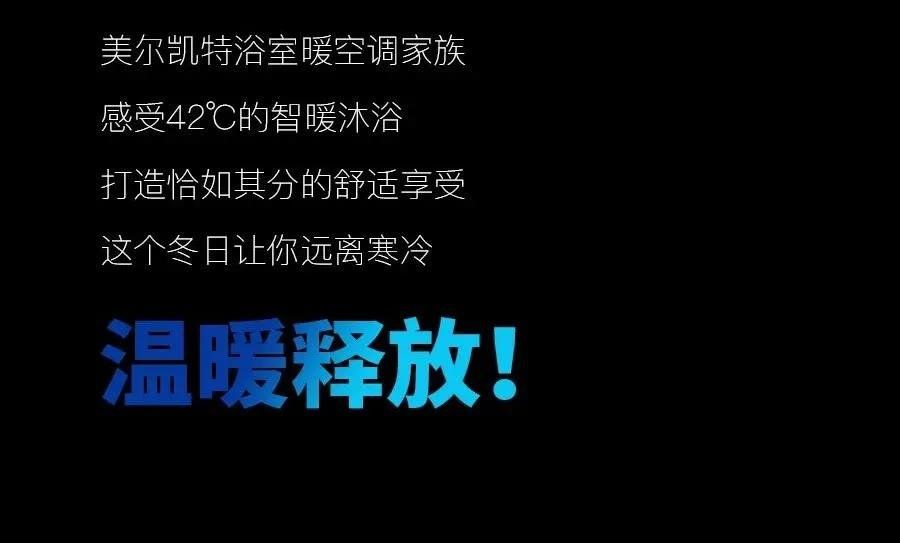 美尔凯特浴室暖空调家族
感受42℃的智暖沐浴
打造恰如其分的舒适享受
这个冬日让你远离寒冷
温暖释放！